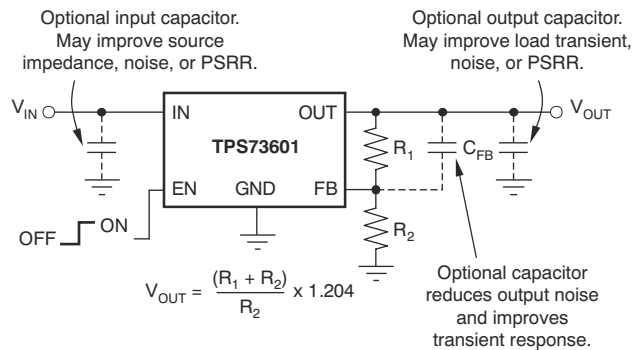 Optional input capacitor.
May improve source
impedance, noise, or PSRR.
Optional output capacitor.
May improve load transient,
noise, or PSRR.
VIN
IN
OUT
VOUT
TPS73601
R1
CFB
EN
GND
FB
OFF
ON
R2
VOUT = (R1 + R2) / R2 x 1.204
Optional capacitor
reduces output noise
and improves
transient response.